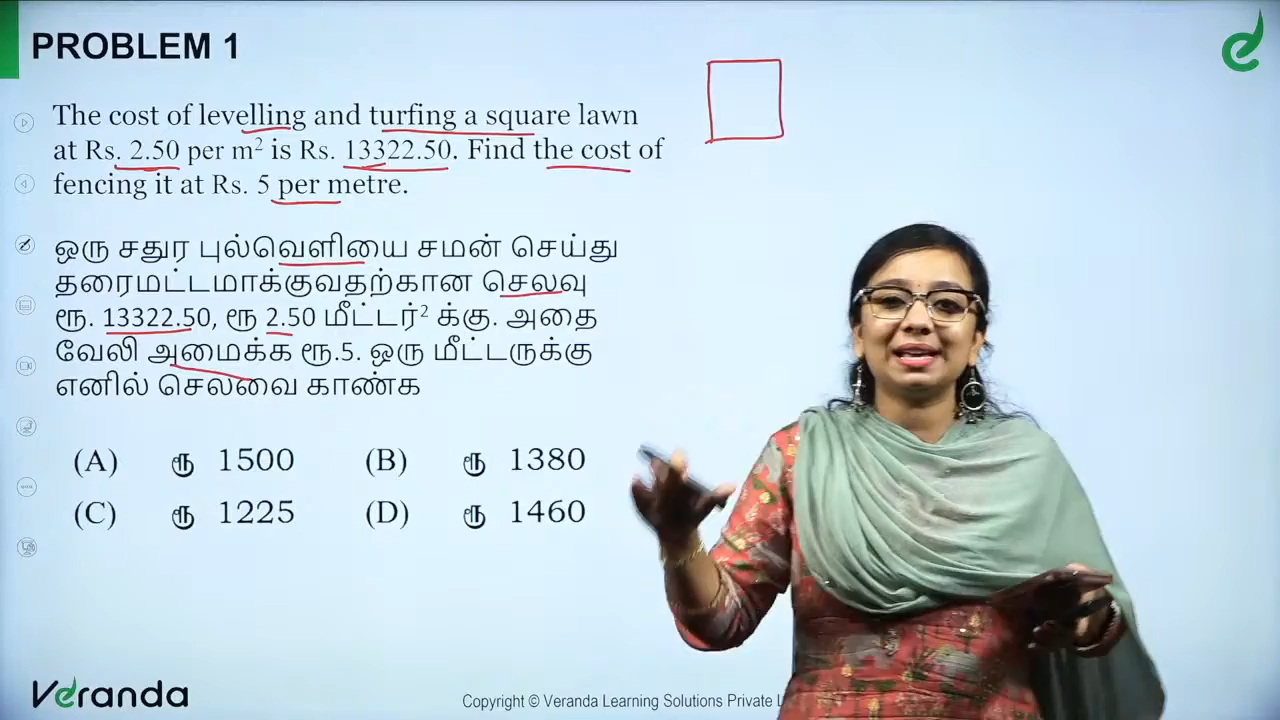 PROBLEM 1
The cost of levelling and turfing a square lawn
at Rs. 2.50 per m² is Rs. 13322.50. Find the cost of
fencing it at Rs. 5 per metre.
ஒரு சதுர புல்வெளியை சமன் செய்து
தரைமட்டமாக்குவதற்கான செலவு
ரூ. 13322.50, ரூ 2.50 மீட்டர்² க்கு. அதை
வேலி அமைக்க ரூ.5. ஒரு மீட்டருக்கு
எனில் செலவை காண்க
(A) ரூ 1500 (B) ரூ 1380
(C) ரூ 1225 (D) ரூ 1460
Veranda
Copyright © Veranda Learning Solutions Private